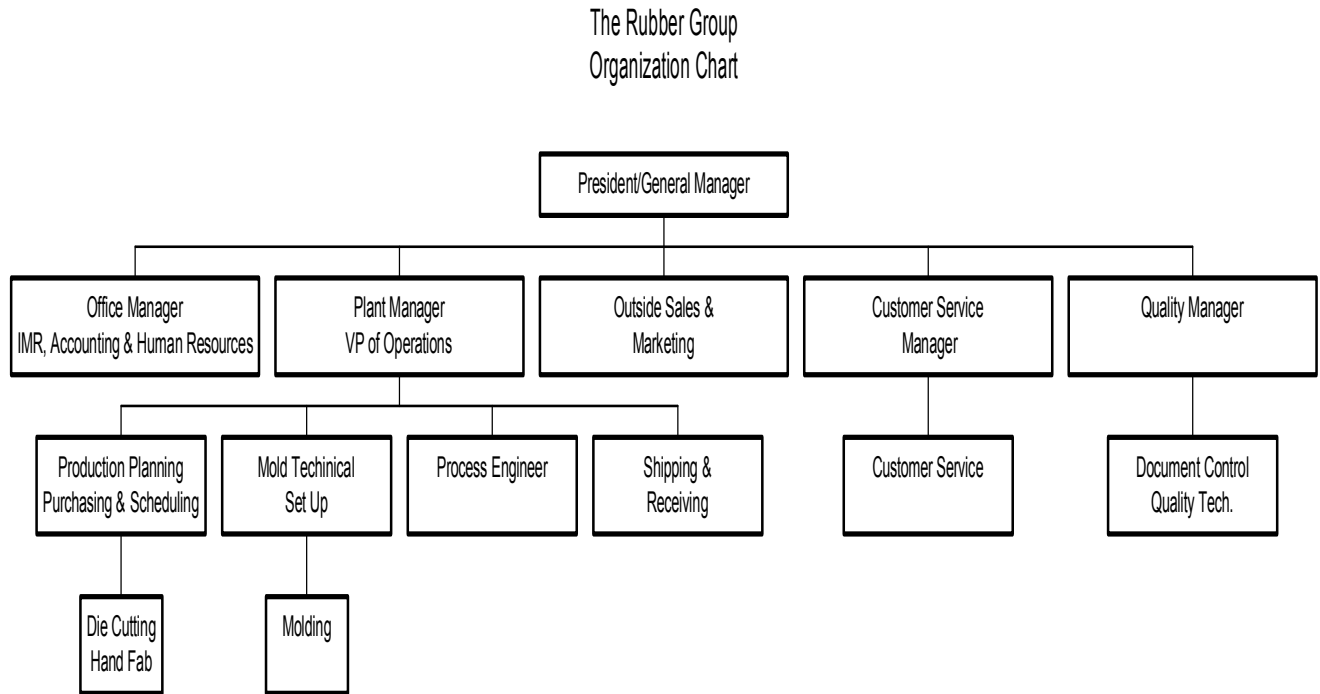 The Rubber Group
Organization Chart
President/General Manager
Office Manager
IMR, Accounting & Human Resources
Plant Manager
VP of Operations
Outside Sales &
Marketing
Customer Service
Manager
Quality Manager
Production Planning
Purchasing & Scheduling
Mold Techinical
Set Up
Process Engineer
Shipping &
Receiving
Customer Service
Document Control
Quality Tech.
Die Cutting
Hand Fab
Molding